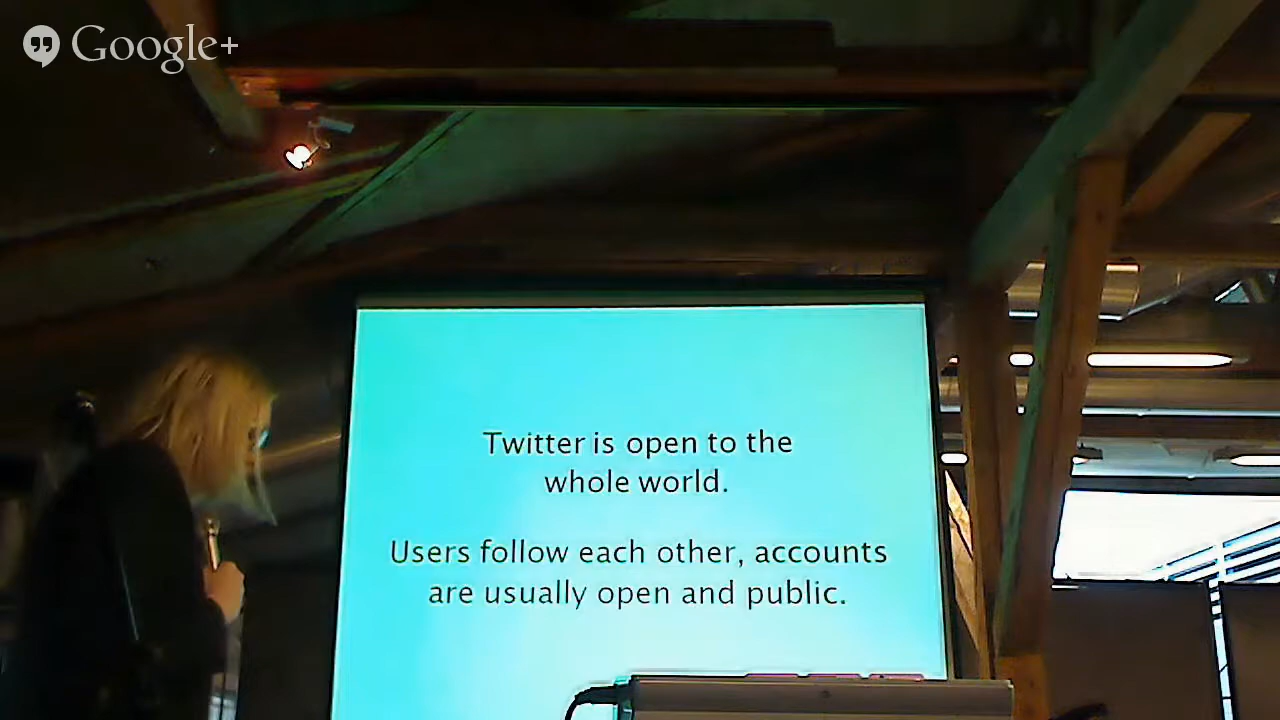 Google+
Twitter is open to the
whole world.
Users follow each other, accounts
are usually open and public.